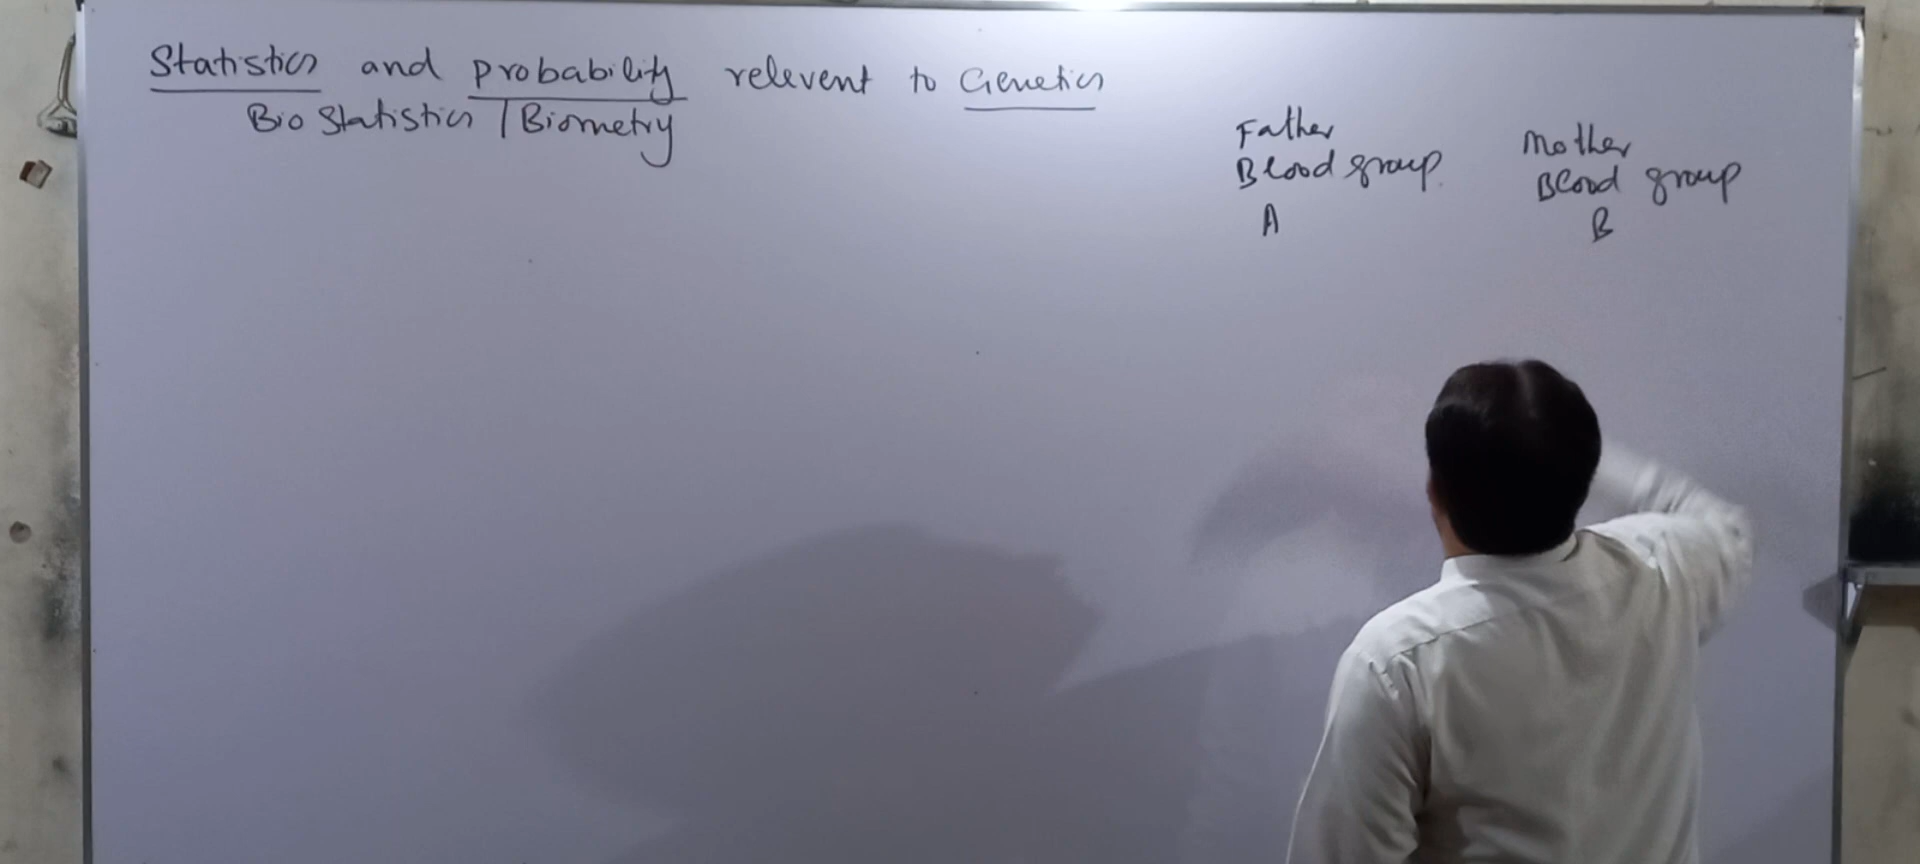 Statistics and probability relevent to Genetics
Bio Statistics / Biometry
Father
Blood group
A
Mother
Blood group
B